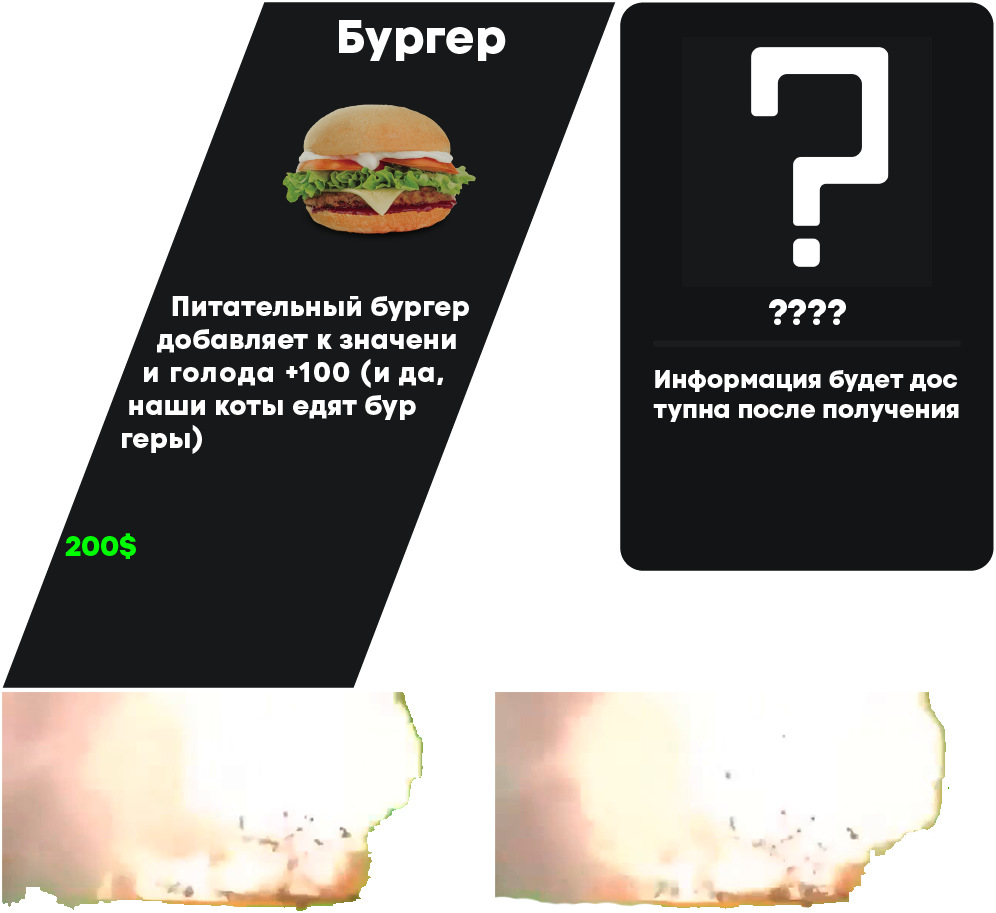 Бургер
Питательный бургер
добавляет к значени
и голода +100 (и да,
наши коты едят бур
геры)
200$
?
????
Информация будет дос
тупна после получения